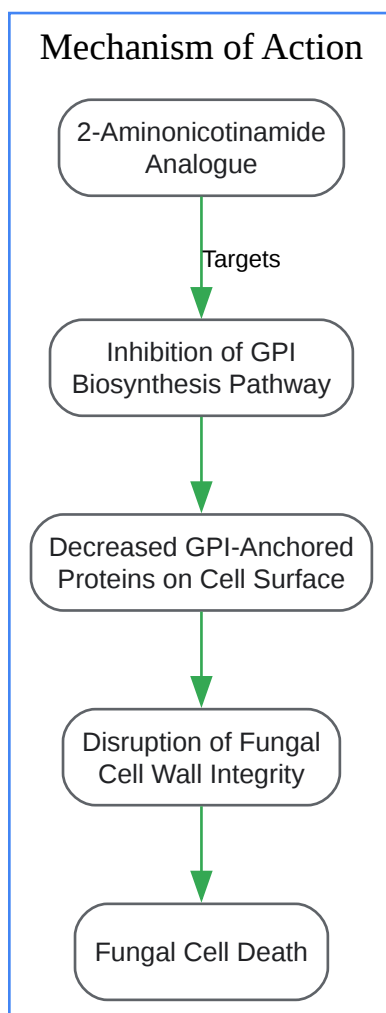 Mechanism of Action
2-Aminonicotinamide
Analogue
Targets
Inhibition of GPI
Biosynthesis Pathway
Decreased GPI-Anchored
Proteins on Cell Surface
Disruption of Fungal
Cell Wall Integrity
Fungal Cell Death